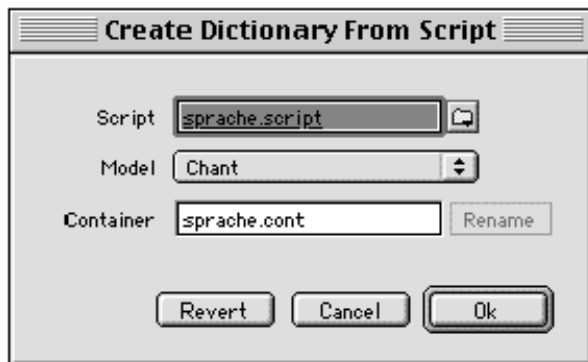 Create Dictionary From Script
Script sprache.script
Model Chant
Container sprache.cont Rename
Revert Cancel Ok